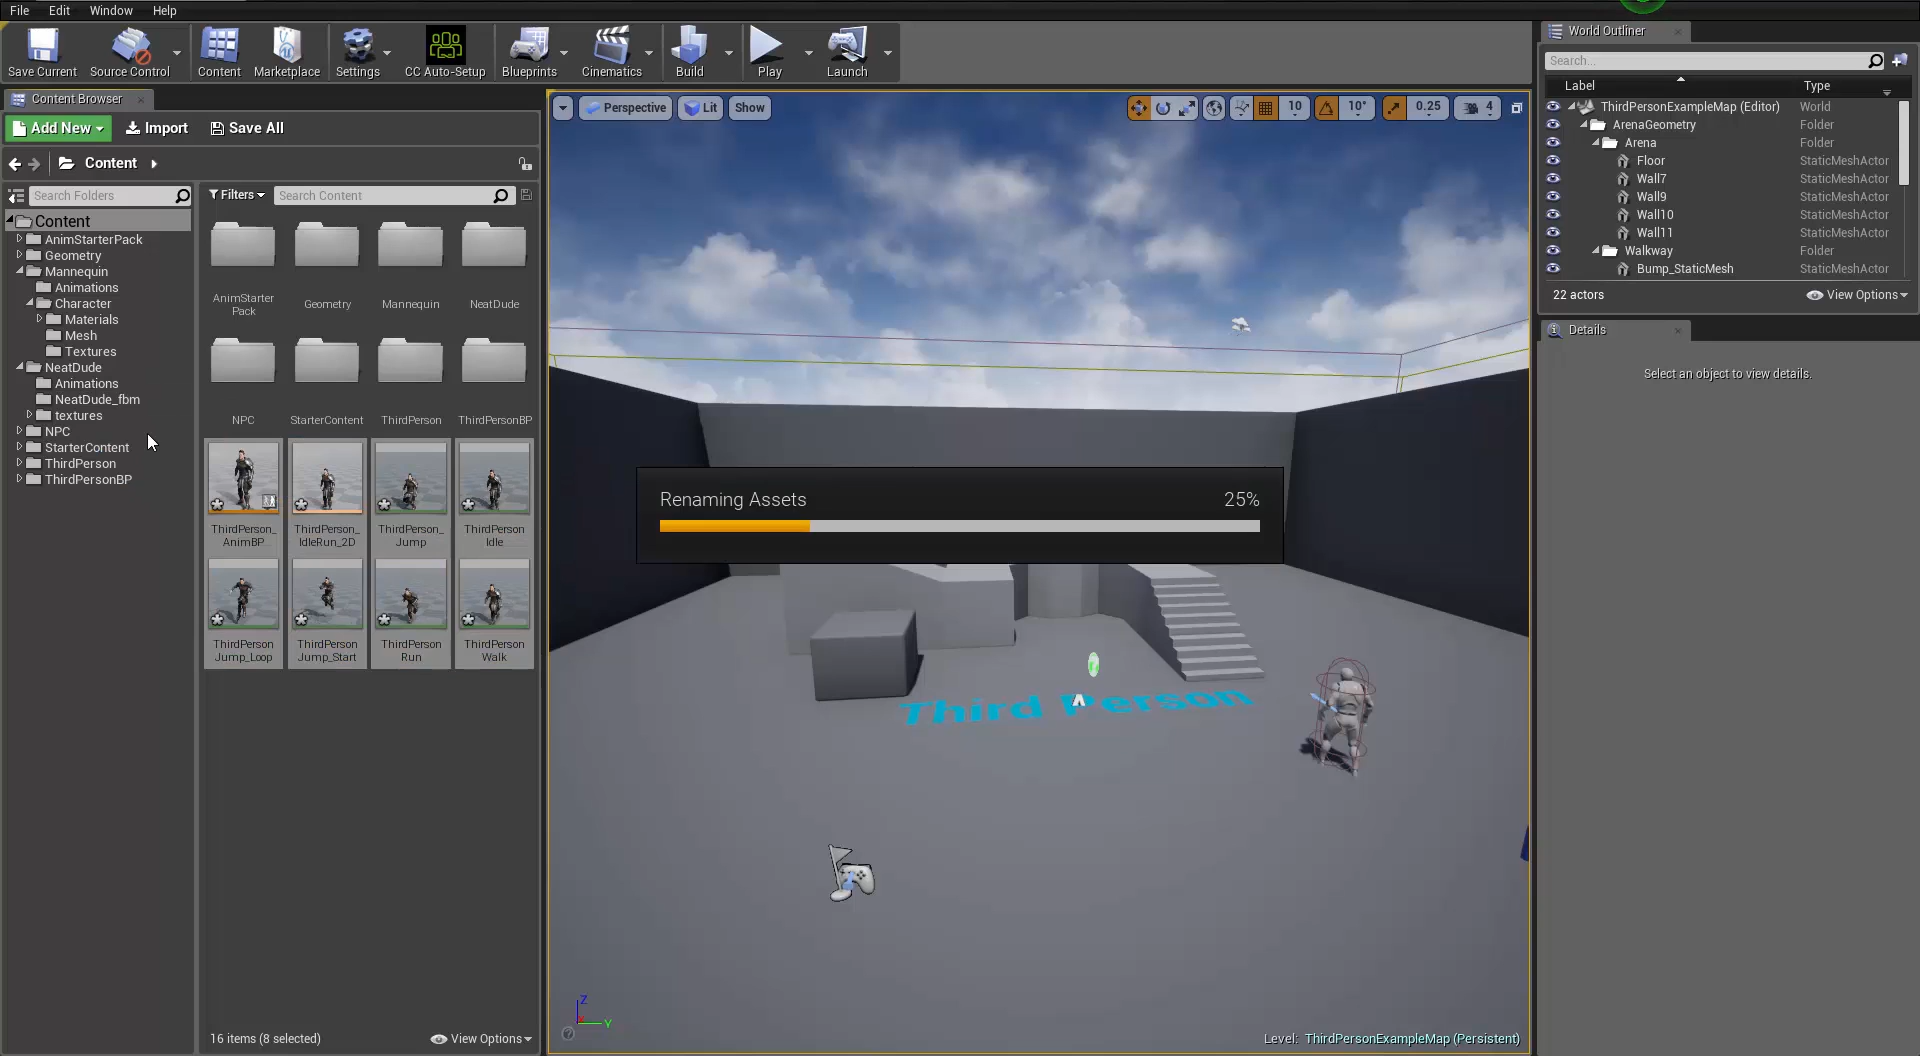 File Edit Window Help
Save Current Source Control Content Marketplace Settings CC Auto-Setup Blueprints Cinematics Build Play Launch
Content Browser
Add New Import Save All
Content
Search Folders
Filters Search Content
Content
AnimStarterPack
Geometry
Mannequin
Animations
Character
Materials
Mesh
Textures
NeatDude
Animations
NeatDude_fbm
textures
NPC
StarterContent
ThirdPerson
ThirdPersonBP
AnimStarter
Pack
Geometry
Mannequin
NeatDude
NPC
StarterContent
ThirdPerson
ThirdPersonBP
ThirdPerson_
AnimBP
ThirdPerson_
IdleRun_2D
ThirdPerson_
Jump
ThirdPerson
Idle
ThirdPerson
Jump_Loop
ThirdPerson
Jump_Start
ThirdPerson
Run
ThirdPerson
Walk
16 items (8 selected)
View Options
Perspective Lit Show
10 10° 0.25 4
Renaming Assets 25%
Third Person
Z
Y
Level: ThirdPersonExampleMap (Persistent)
World Outliner
Search...
Label Type
ThirdPersonExampleMap (Editor) World
ArenaGeometry Folder
Arena Folder
Floor StaticMeshActor
Wall7 StaticMeshActor
Wall9 StaticMeshActor
Wall10 StaticMeshActor
Wall11 StaticMeshActor
Walkway Folder
Bump_StaticMesh StaticMeshActor
22 actors View Options
Details
Select an object to view details.